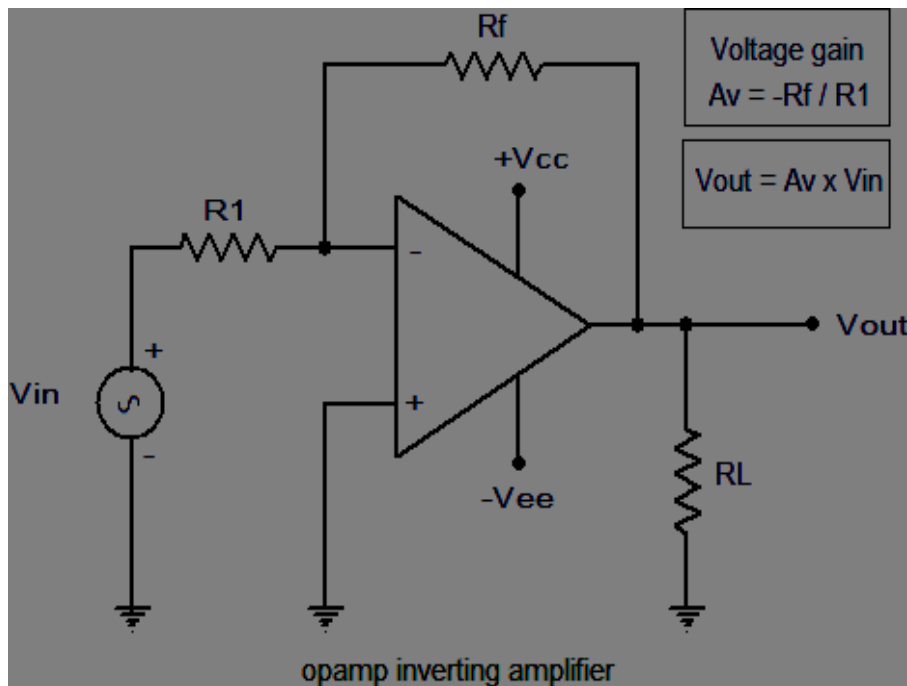 Rf
Voltage gain
Av = -Rf / R1
+Vcc
Vout = Av x Vin
R1
-
Vout
+
Vin
+
-
RL
-Vee
opamp inverting amplifier